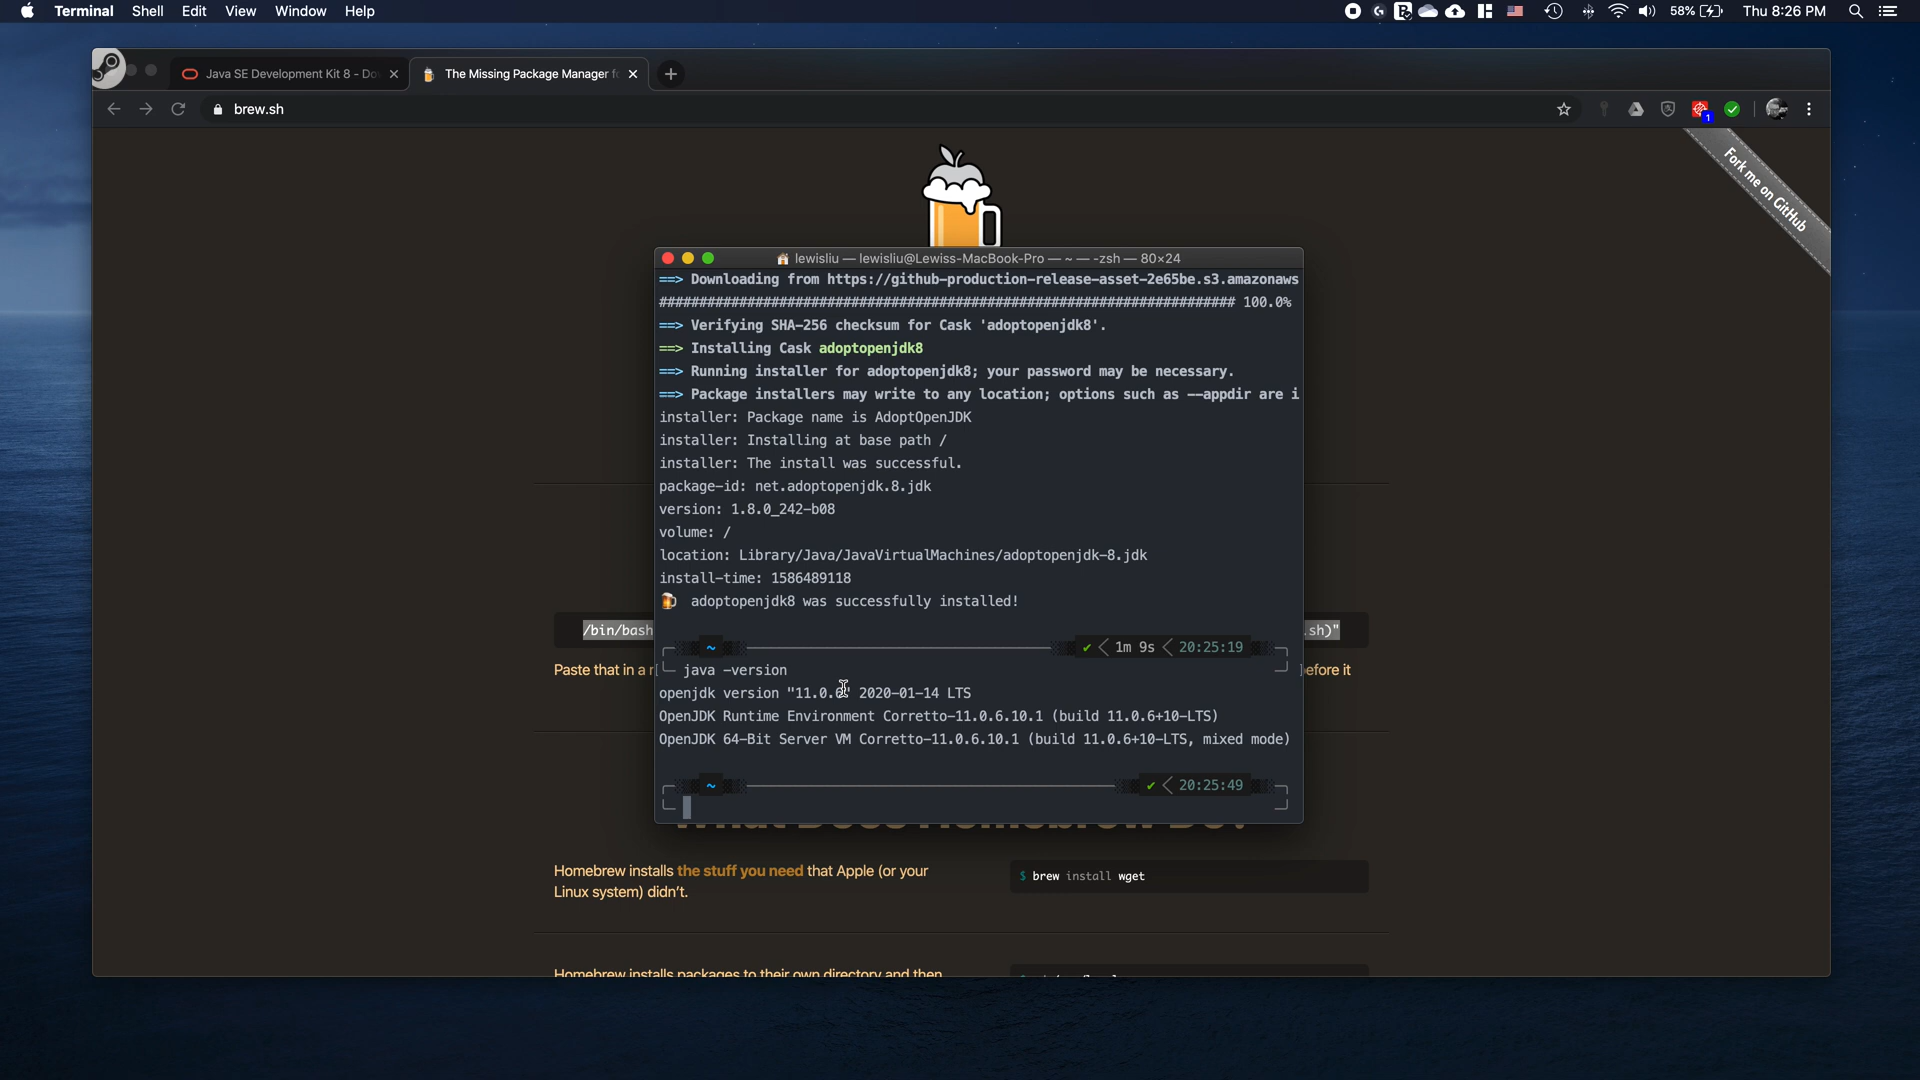 Terminal Shell Edit View Window Help
58% Thu 8:26 PM
Java SE Development Kit 8 - Do
The Missing Package Manager f
brew.sh
1
Fork me on GitHub
lewisliu — lewisliu@Lewiss-MacBook-Pro — ~ — -zsh — 80×24
==> Downloading from https://github-production-release-asset-2e65be.s3.amazonaws
######################################################################## 100.0%
==> Verifying SHA-256 checksum for Cask 'adoptopenjdk8'.
==> Installing Cask adoptopenjdk8
==> Running installer for adoptopenjdk8; your password may be necessary.
==> Package installers may write to any location; options such as --appdir are i
installer: Package name is AdoptOpenJDK
installer: Installing at base path /
installer: The install was successful.
package-id: net.adoptopenjdk.8.jdk
version: 1.8.0_242-b08
volume: /
location: Library/Java/JavaVirtualMachines/adoptopenjdk-8.jdk
install-time: 1586489118
🍺 adoptopenjdk8 was successfully installed!
/bin/bash
.sh)"
~ ✔ < 1m 9s < 20:25:19
Paste that in a
efore it
java -version
openjdk version "11.0.6" 2020-01-14 LTS
OpenJDK Runtime Environment Corretto-11.0.6.10.1 (build 11.0.6+10-LTS)
OpenJDK 64-Bit Server VM Corretto-11.0.6.10.1 (build 11.0.6+10-LTS, mixed mode)
~ ✔ < 20:25:49
What Does Homebrew Do?
Homebrew installs the stuff you need that Apple (or your
Linux system) didn't.
$ brew install wget
Homebrew installs packages to their own directory and then